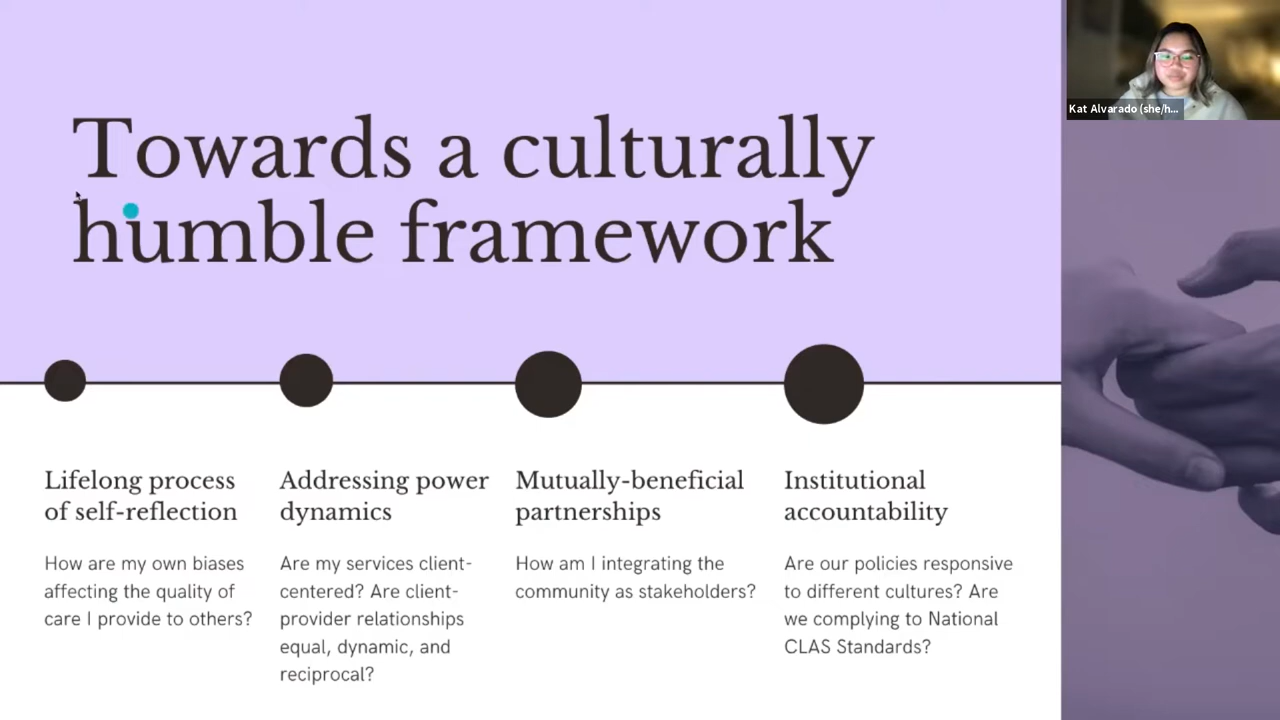 Kat Alvarado (she/h...
Towards a culturally
humble framework
Lifelong process
of self-reflection
How are my own biases
affecting the quality of
care I provide to others?
Addressing power
dynamics
Are my services client-
centered? Are client-
provider relationships
equal, dynamic, and
reciprocal?
Mutually-beneficial
partnerships
How am I integrating the
community as stakeholders?
Institutional
accountability
Are our policies responsive
to different cultures? Are
we complying to National
CLAS Standards?